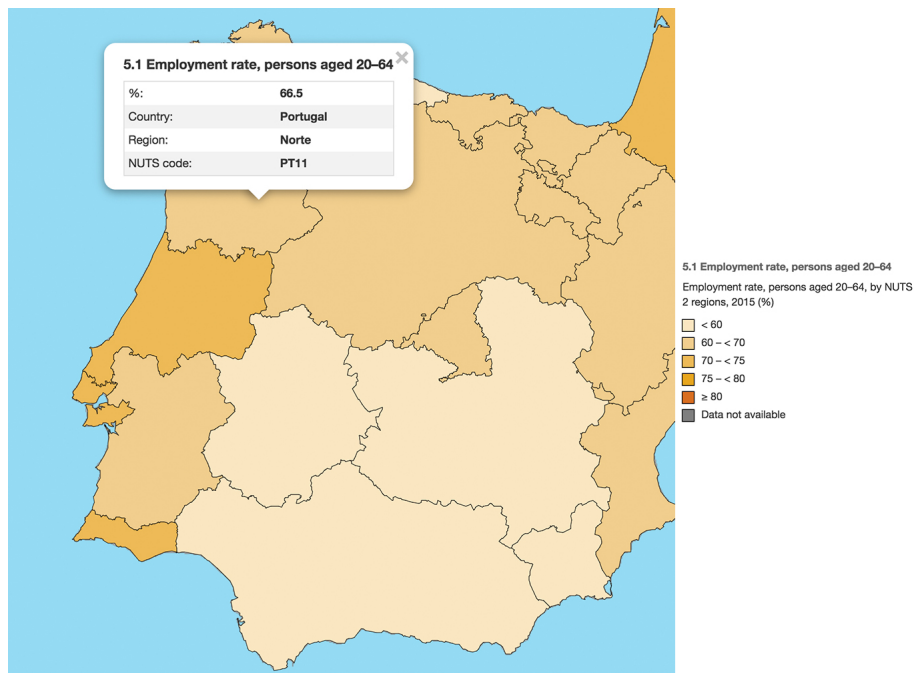 5.1 Employment rate, persons aged 20–64
%: 66.5
Country: Portugal
Region: Norte
NUTS code: PT11
5.1 Employment rate, persons aged 20–64
Employment rate, persons aged 20–64, by NUTS
2 regions, 2015 (%)
< 60
60 – < 70
70 – < 75
75 – < 80
≥ 80
Data not available